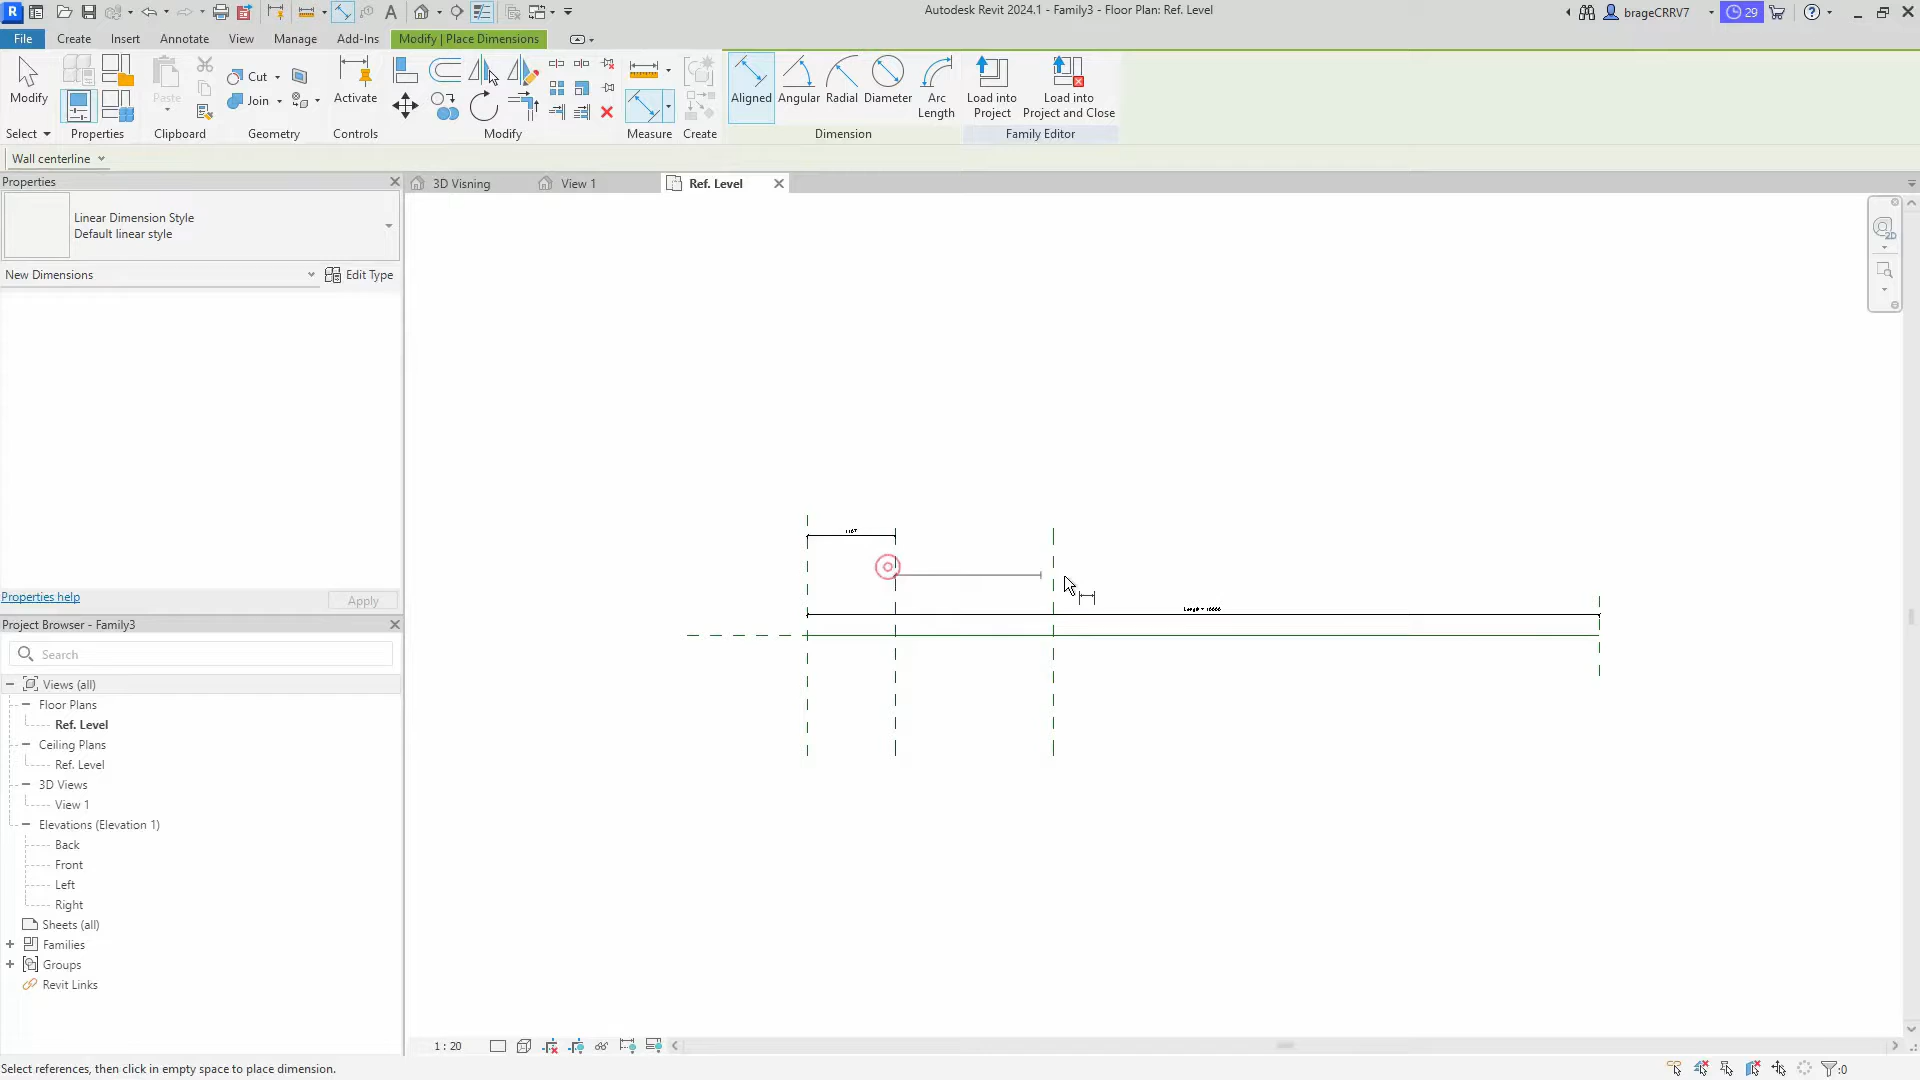 R
A
Autodesk Revit 2024.1 - Family3 - Floor Plan: Ref. Level
brageCRRV7
29
File
Create
Insert
Annotate
View
Manage
Add-Ins
Modify | Place Dimensions
Modify
Paste
Cut
Join
Activate
Aligned
Angular
Radial
Diameter
Arc
Length
Load into
Project
Load into
Project and Close
Select
Properties
Clipboard
Geometry
Controls
Modify
Measure
Create
Dimension
Family Editor
Wall centerline
Properties
3D Visning
View 1
Ref. Level
Linear Dimension Style
Default linear style
New Dimensions
Edit Type
2D
Properties help
Apply
Project Browser - Family3
Search
Views (all)
Floor Plans
Ref. Level
Ceiling Plans
Ref. Level
3D Views
View 1
Elevations (Elevation 1)
Back
Front
Left
Right
Sheets (all)
Families
Groups
Revit Links
1 : 20
Select references, then click in empty space to place dimension.
:0